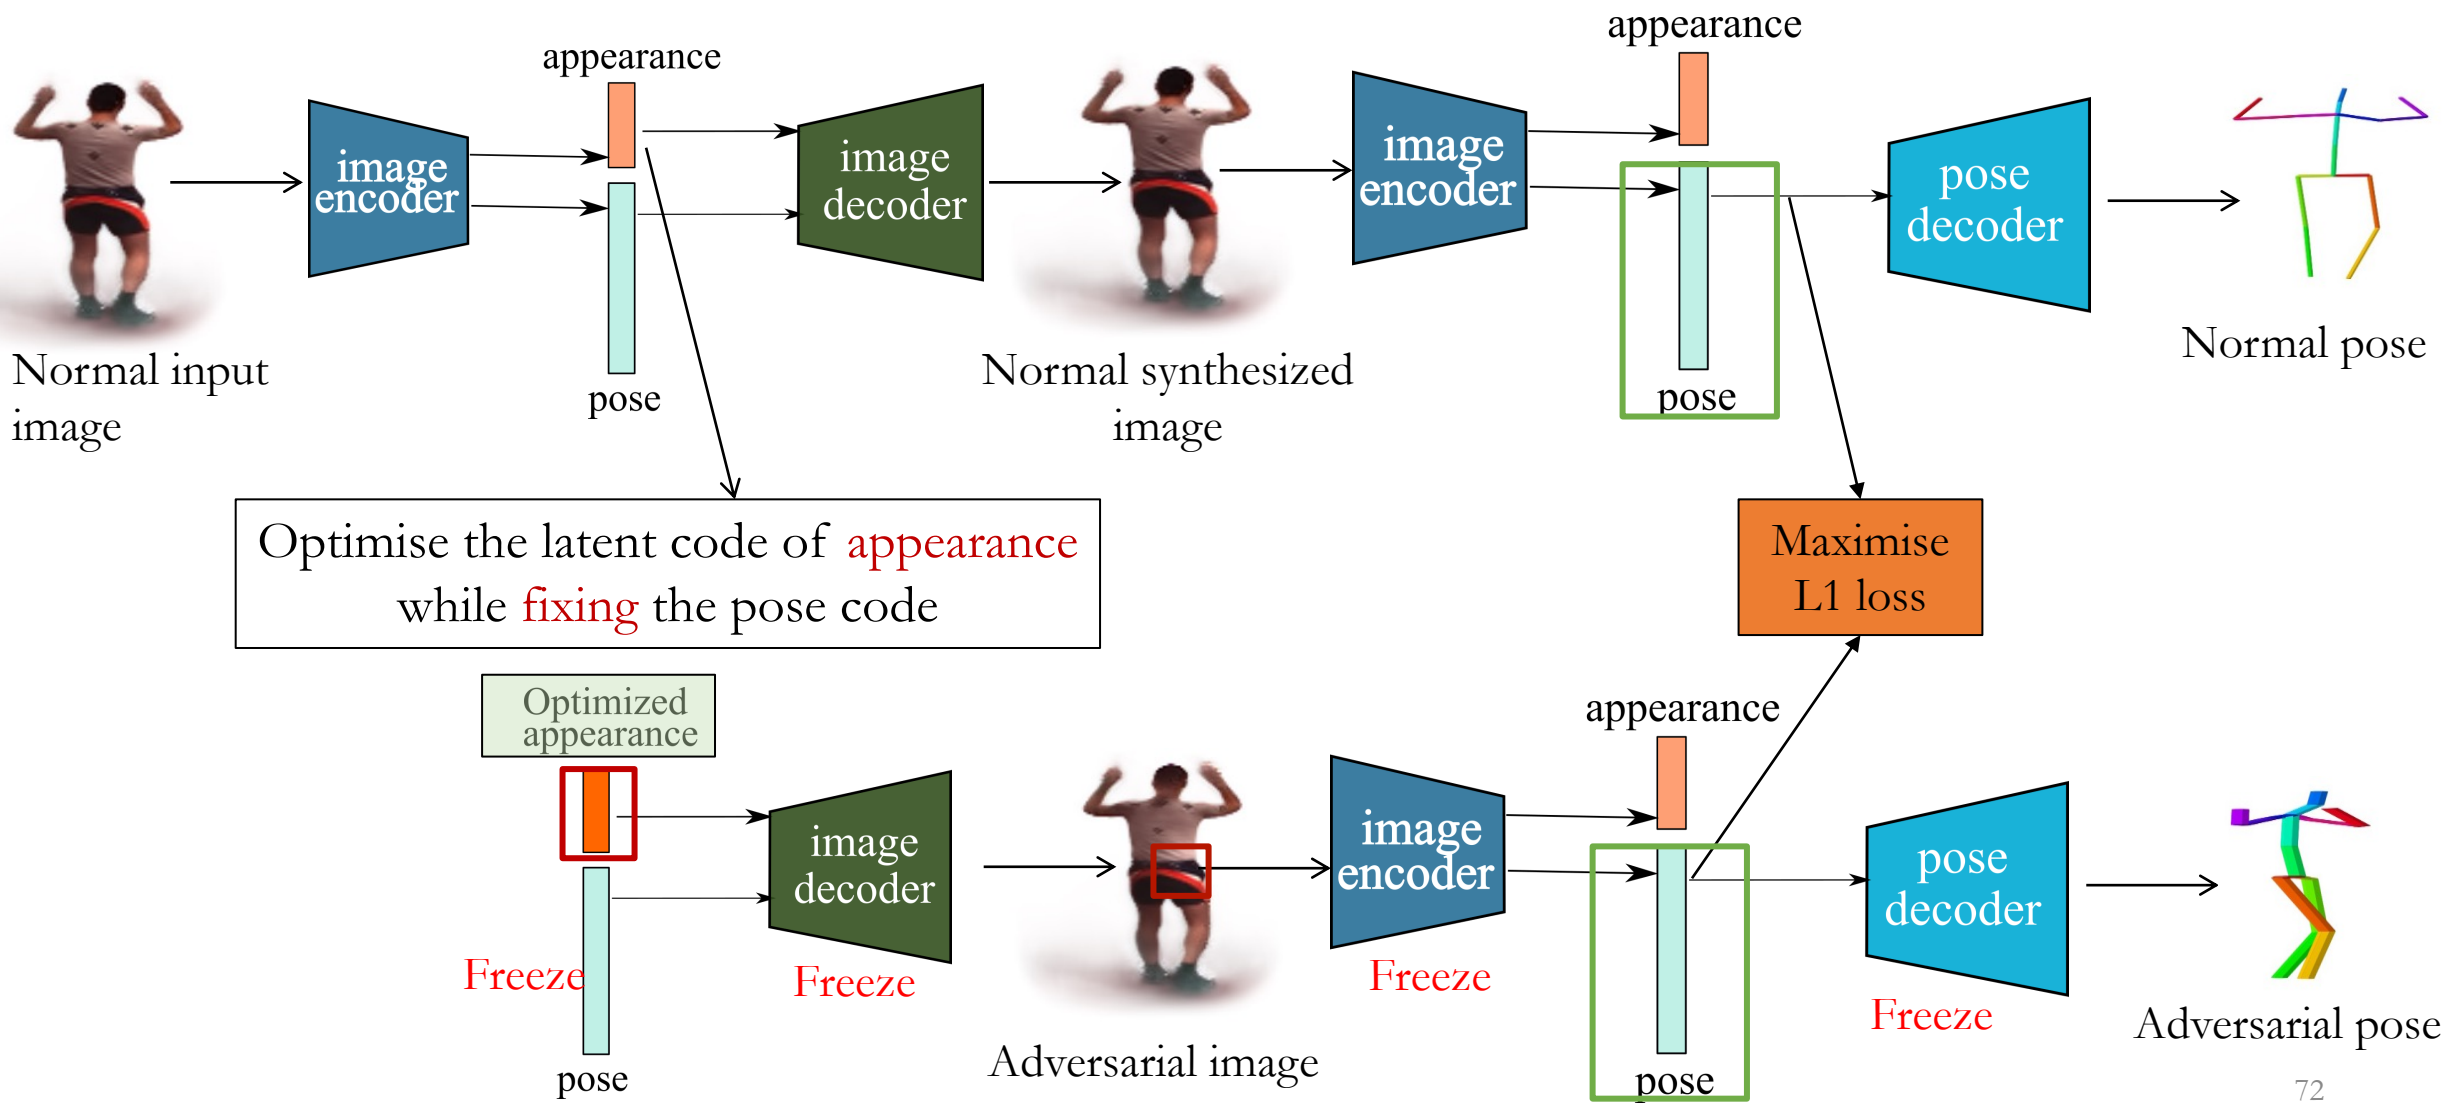 appearance
appearance
image
encoder
image
decoder
image
encoder
pose
decoder
pose
pose
Normal input
image
Normal synthesized
image
Normal pose
Optimise the latent code of appearance
while fixing the pose code
Maximise
L1 loss
Optimized
appearance
appearance
image
decoder
image
encoder
pose
decoder
Freeze
Freeze
Freeze
Freeze
pose
Adversarial image
pose
Adversarial pose
72